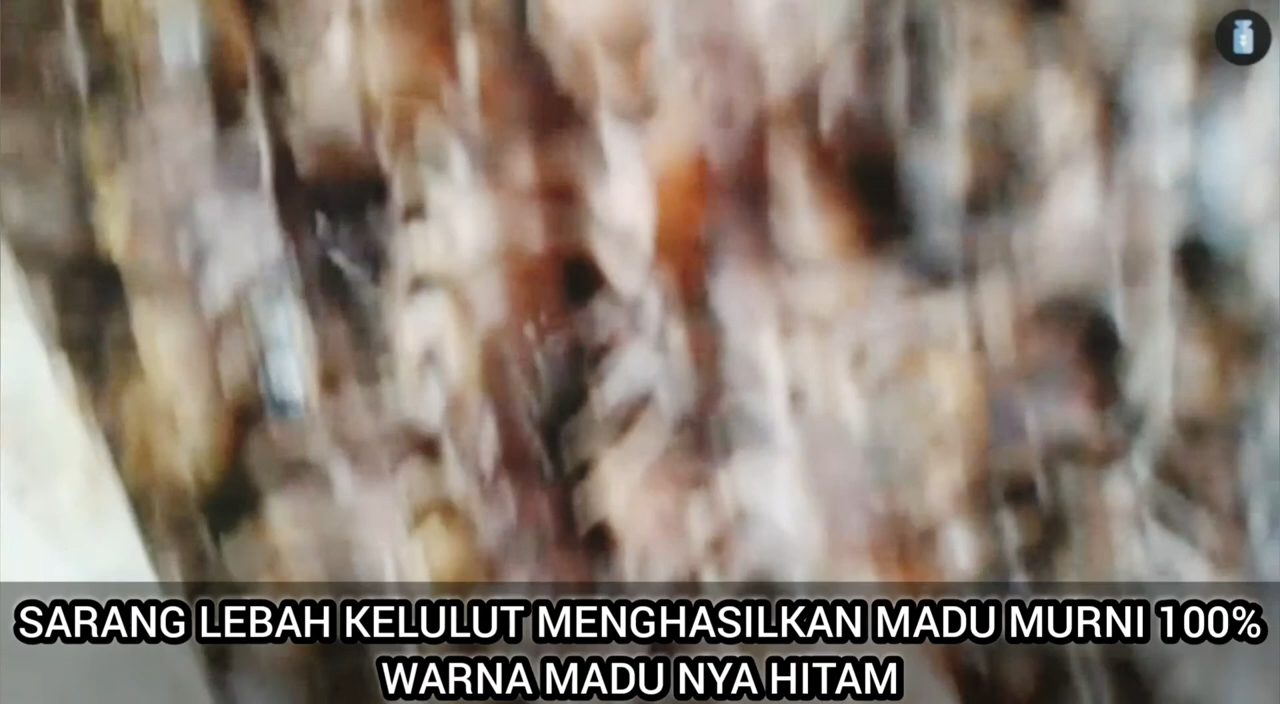 SARANG LEBAH KELULUT MENGHASILKAN MADU MURNI 100%
WARNA MADU NYA HITAM